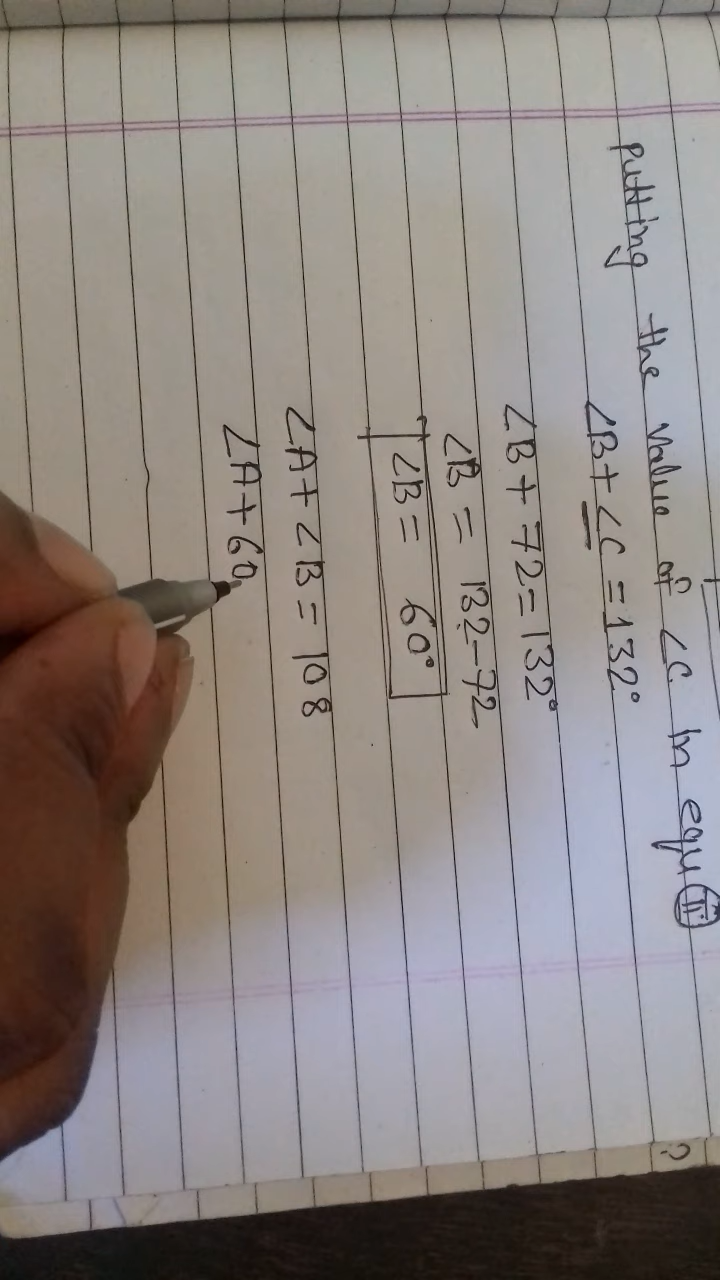 putting the value of ∠C in equ (ii)
∠B + ∠C = 132°
∠B + 72 = 132°
∠B = 132 - 72
∠B = 60°
∠A + ∠B = 108
∠A + 60